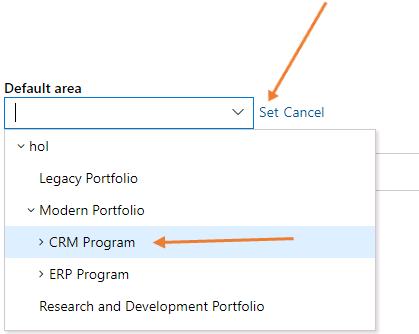 Default area
Set Cancel
hol
Legacy Portfolio
Modern Portfolio
CRM Program
ERP Program
Research and Development Portfolio